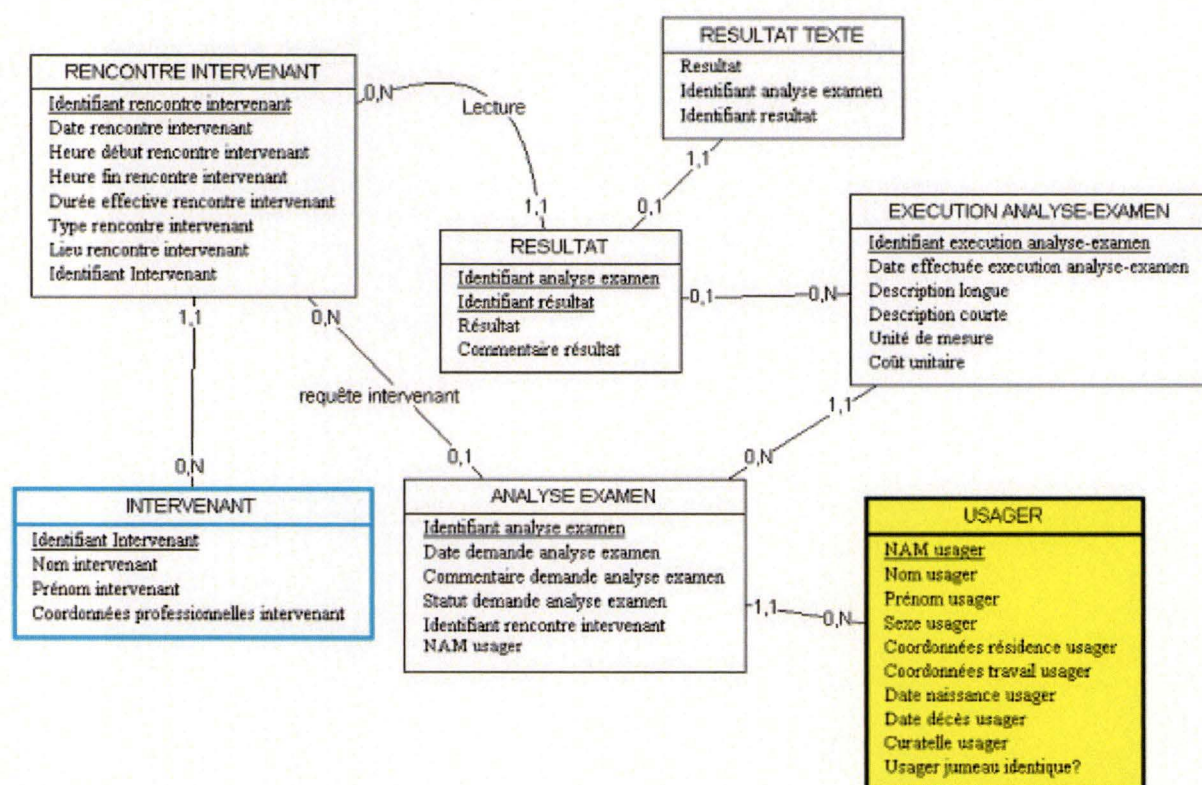 RENCONTRE INTERVENANT
Identifiant rencontre intervenant
Date rencontre intervenant
Heure début rencontre intervenant
Heure fin rencontre intervenant
Durée effective rencontre intervenant
Type rencontre intervenant
Lieu rencontre intervenant
Identifiant Intervenant
0,N
Lecture
1,1
RESULTAT TEXTE
Resultat
Identifiant analyse examen
Identifiant resultat
1,1
0,1
RESULTAT
Identifiant analyse examen
Identifiant résultat
Résultat
Commentaire résultat
0,1
0,N
EXECUTION ANALYSE-EXAMEN
Identifiant execution analyse-examen
Date effectuée execution analyse-examen
Description longue
Description courte
Unité de mesure
Coût unitaire
1,1
0,N
1,1
0,N
requête intervenant
0,1
0,N
INTERVENANT
Identifiant Intervenant
Nom intervenant
Prénom intervenant
Coordonnées professionnelles intervenant
ANALYSE EXAMEN
Identifiant analyse examen
Date demande analyse examen
Commentaire demande analyse examen
Statut demande analyse examen
Identifiant rencontre intervenant
NAM usager
1,1
0,N
USAGER
NAM usager
Nom usager
Prénom usager
Sexe usager
Coordonnées résidence usager
Coordonnées travail usager
Date naissance usager
Date décès usager
Curatelle usager
Usager jumeau identique?